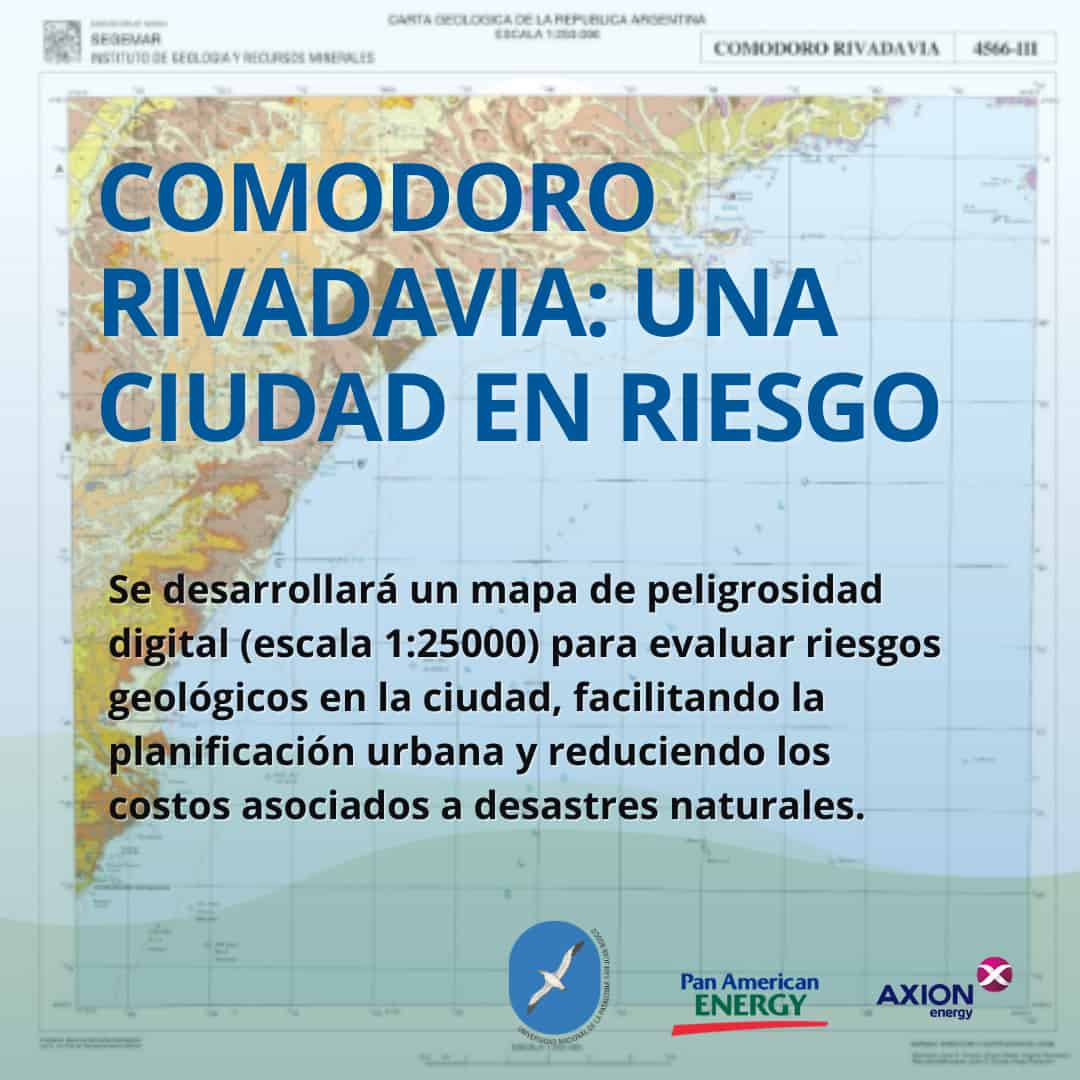 CARTA GEOLOGICA DE LA REPUBLICA ARGENTINA
ESCALA 1:250.000
SEGEMAR
INSTITUTO DE GEOLOGIA Y RECURSOS MINERALES
COMODORO RIVADAVIA 4566-III
COMODORO
RIVADAVIA: UNA
CIUDAD EN RIESGO
Se desarrollará un mapa de peligrosidad
digital (escala 1:25000) para evaluar riesgos
geológicos en la ciudad, facilitando la
planificación urbana y reduciendo los
costos asociados a desastres naturales.
UNIVERSIDAD NACIONAL DE LA PATAGONIA SAN JUAN BOSCO
Pan American
ENERGY
AXION
energy